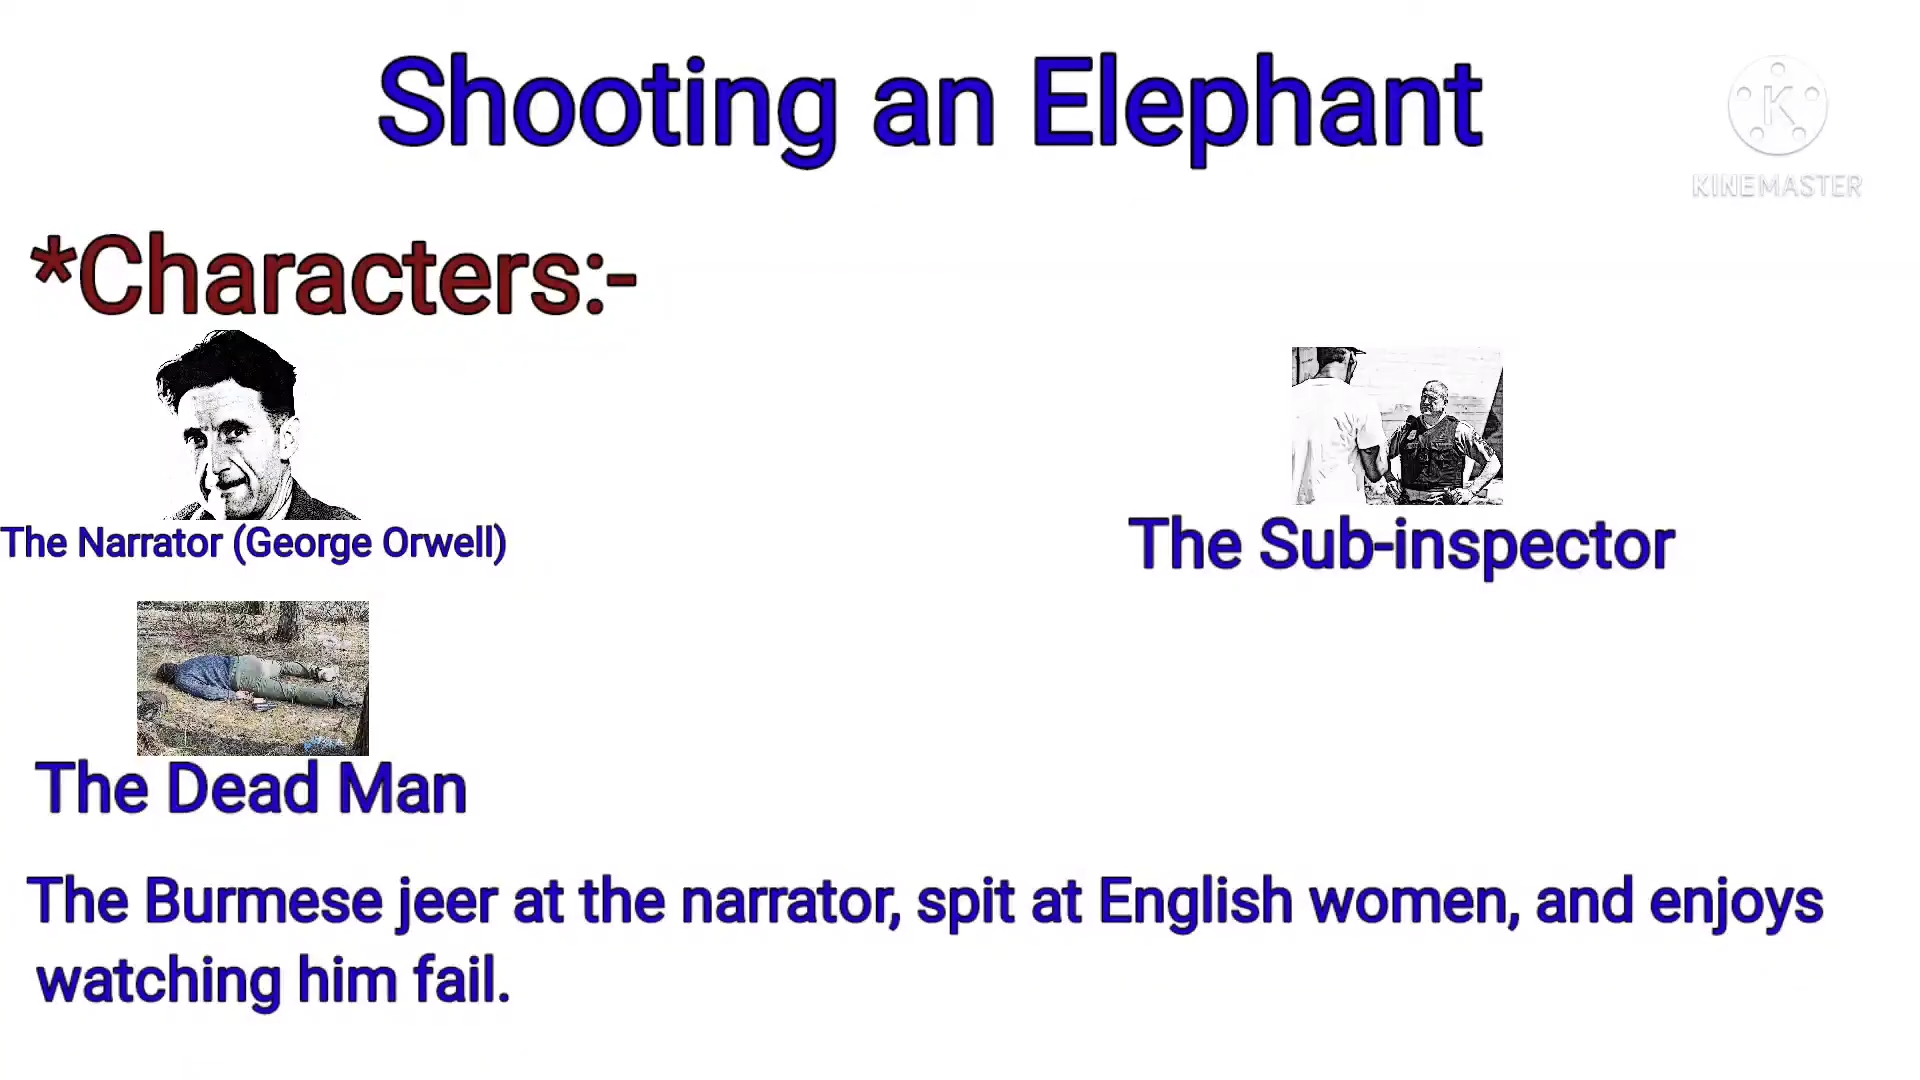 Shooting an Elephant
K
KINEMASTER
*Characters:-
The Narrator (George Orwell)
The Sub-inspector
The Dead Man
The Burmese jeer at the narrator, spit at English women, and enjoys
watching him fail.